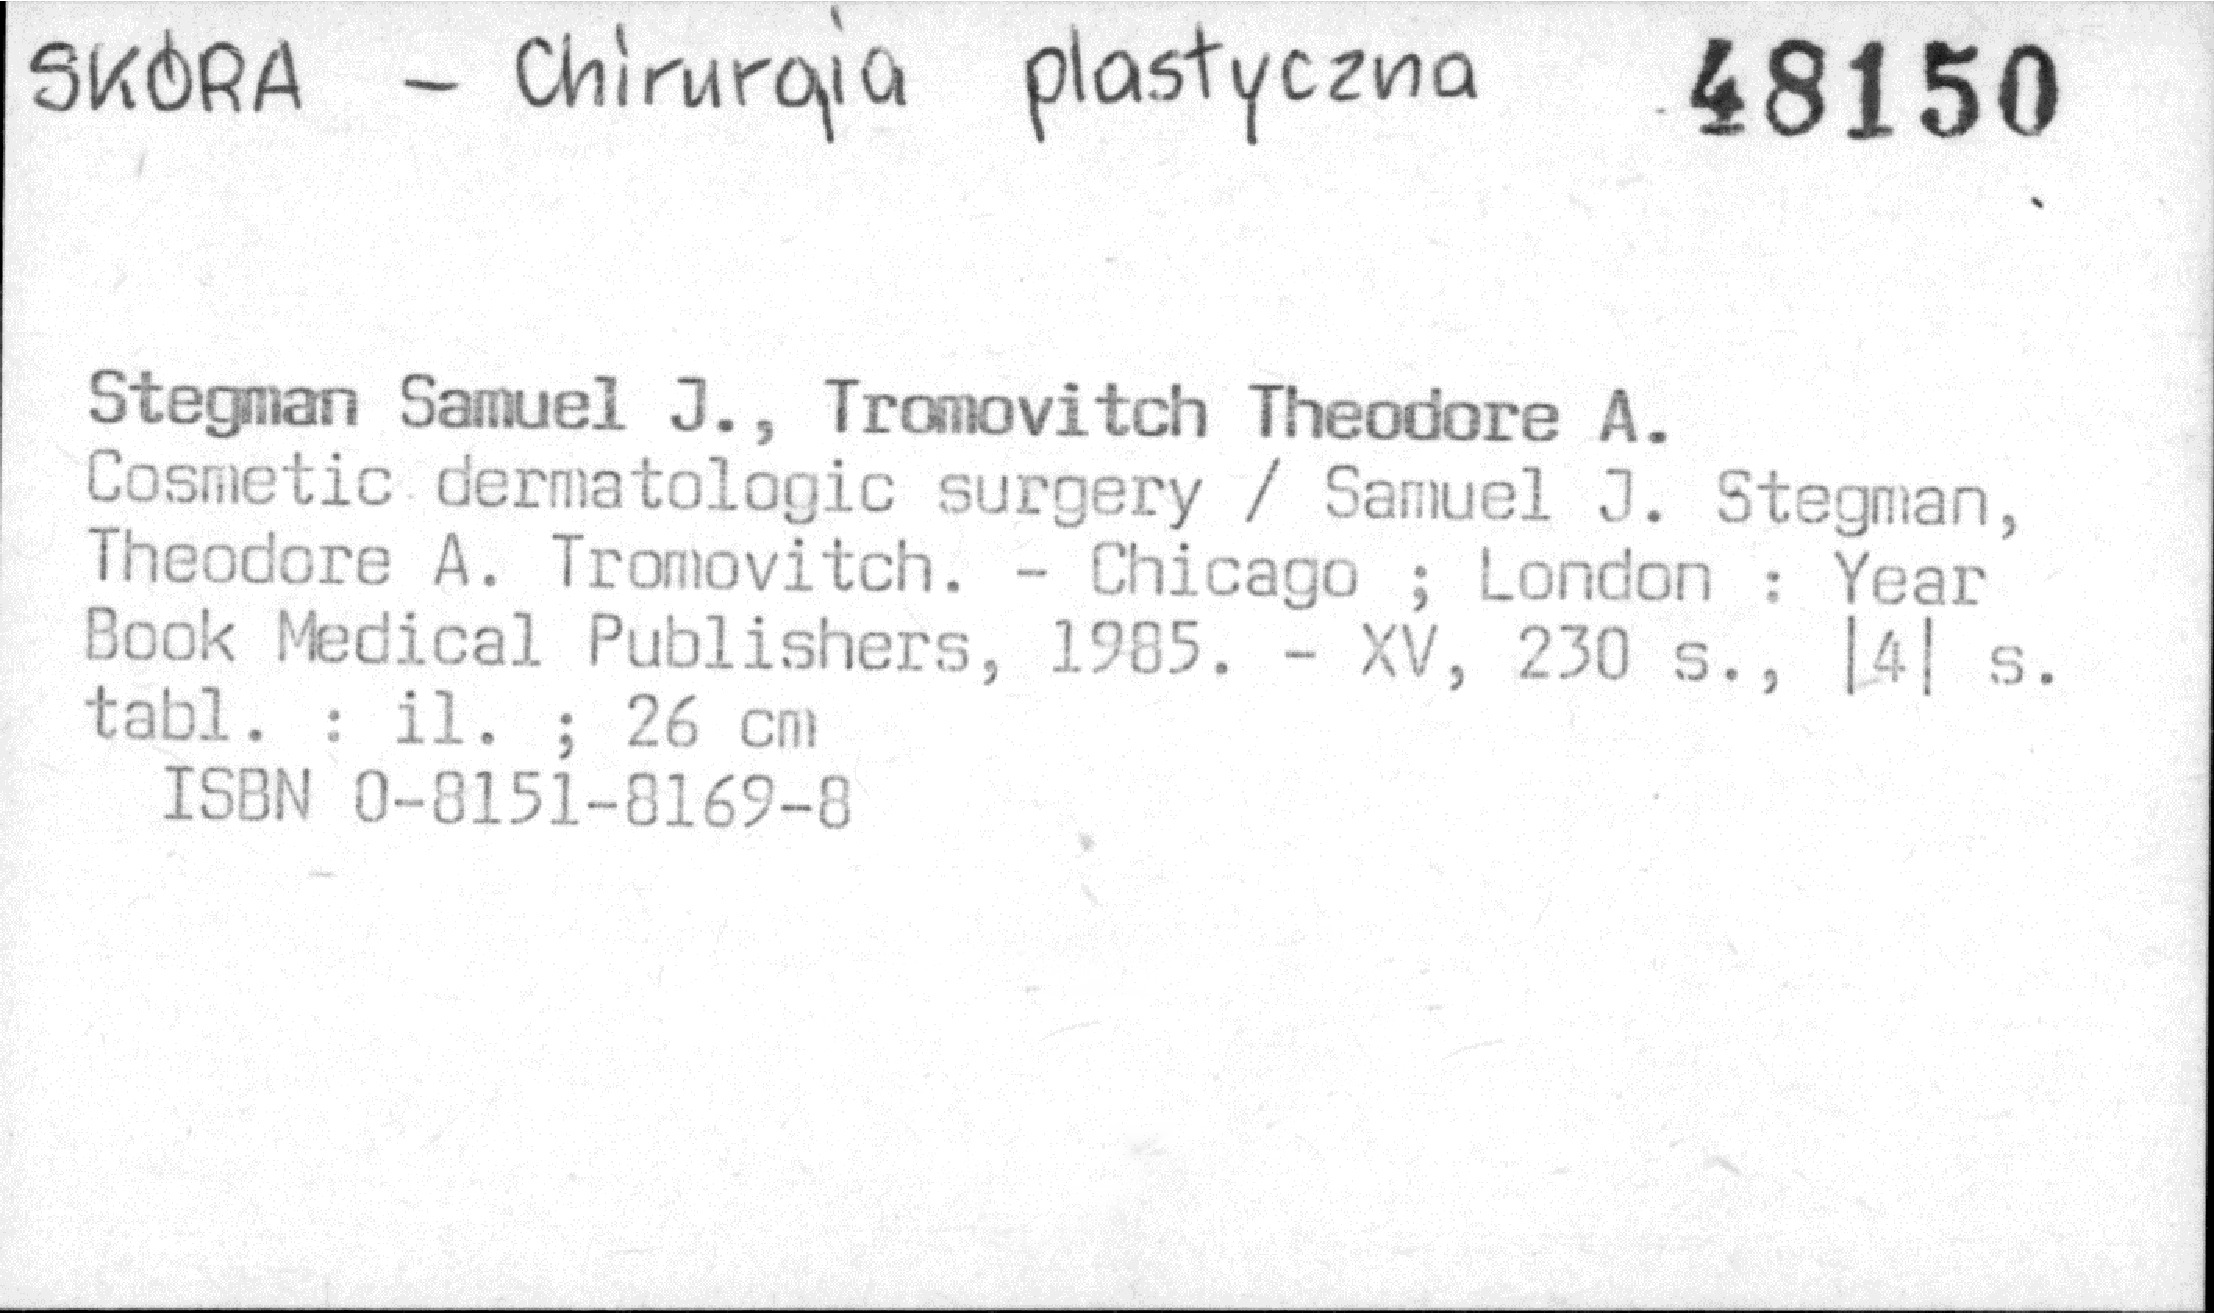 SKÓRA – Chirurgia plastyczna 48150
Stegman Samuel J., Tromovitch Theodore A.
Cosmetic dermatologic surgery / Samuel J. Stegman,
Theodore A. Tromovitch. - Chicago ; London : Year
Book Medical Publishers, 1985. - XV, 230 s., |4| s.
tabl. : il. ; 26 cm
ISBN 0-8151-8169-8